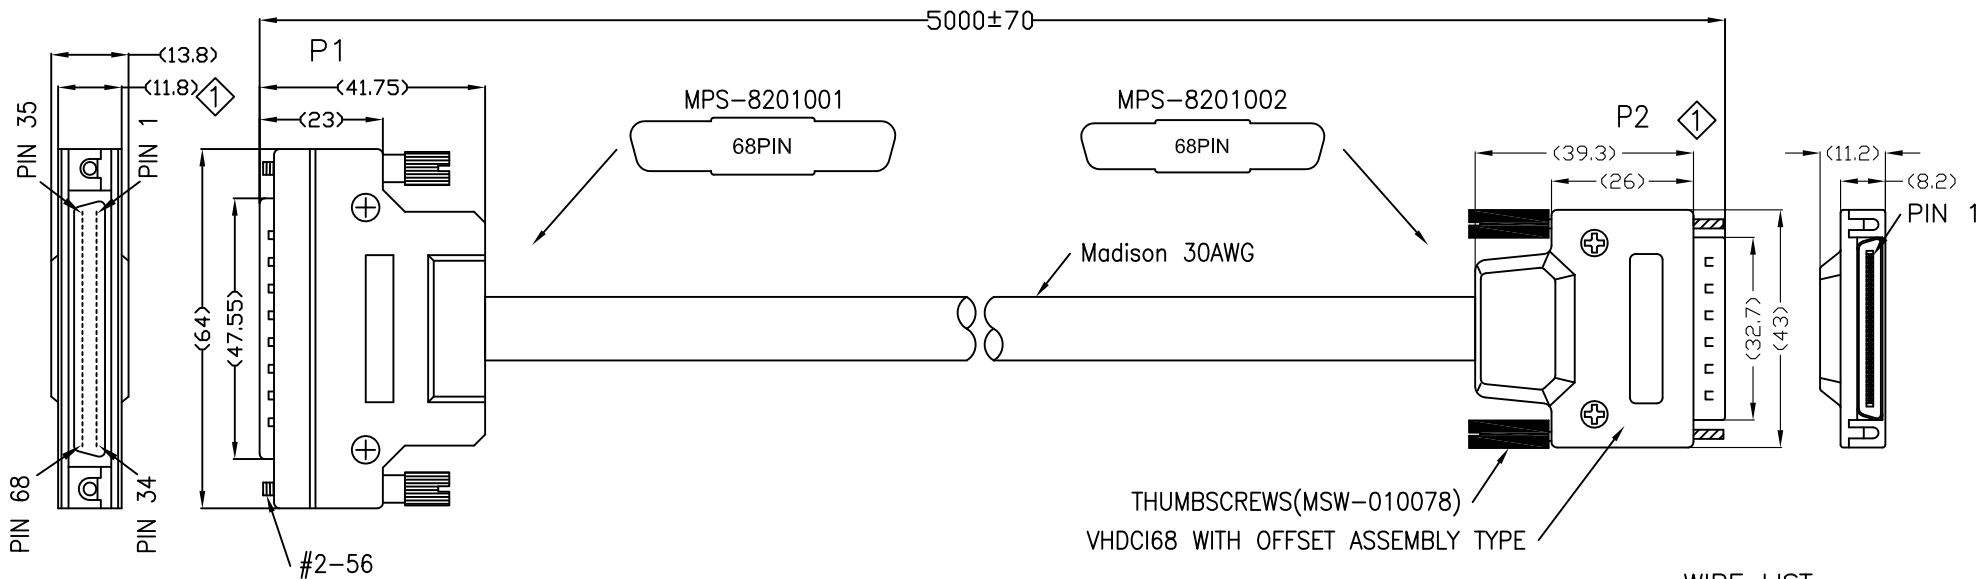 5000±70
(13.8)
P1
(11.8)
1
(41.75)
MPS-8201001
MPS-8201002
PIN 35
PIN 1
(23)
68PIN
68PIN
P2
1
(39.3)
(11.2)
(26)
(8.2)
PIN 1
Madison 30AWG
(64)
(47.55)
(32.7)
(43)
PIN 68
PIN 34
THUMBSCREWS(MSW-010078)
VHDCI68 WITH OFFSET ASSEMBLY TYPE
#2-56
WIRE LIST